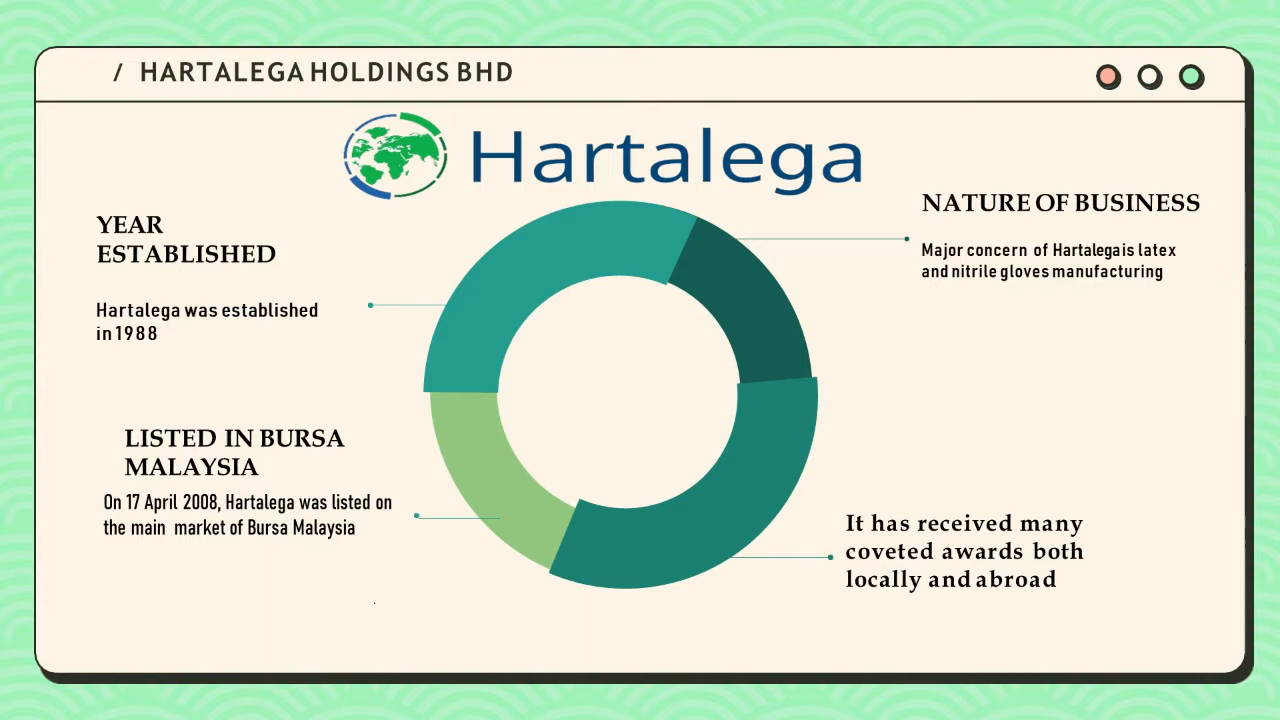 / HARTALEGA HOLDINGS BHD
Hartalega
YEAR
ESTABLISHED
Hartalega was established
in 1988
NATURE OF BUSINESS
Major concern of Hartalega is latex
and nitrile gloves manufacturing
LISTED IN BURSA
MALAYSIA
On 17 April 2008, Hartalega was listed on
the main market of Bursa Malaysia
It has received many
coveted awards both
locally and abroad
.